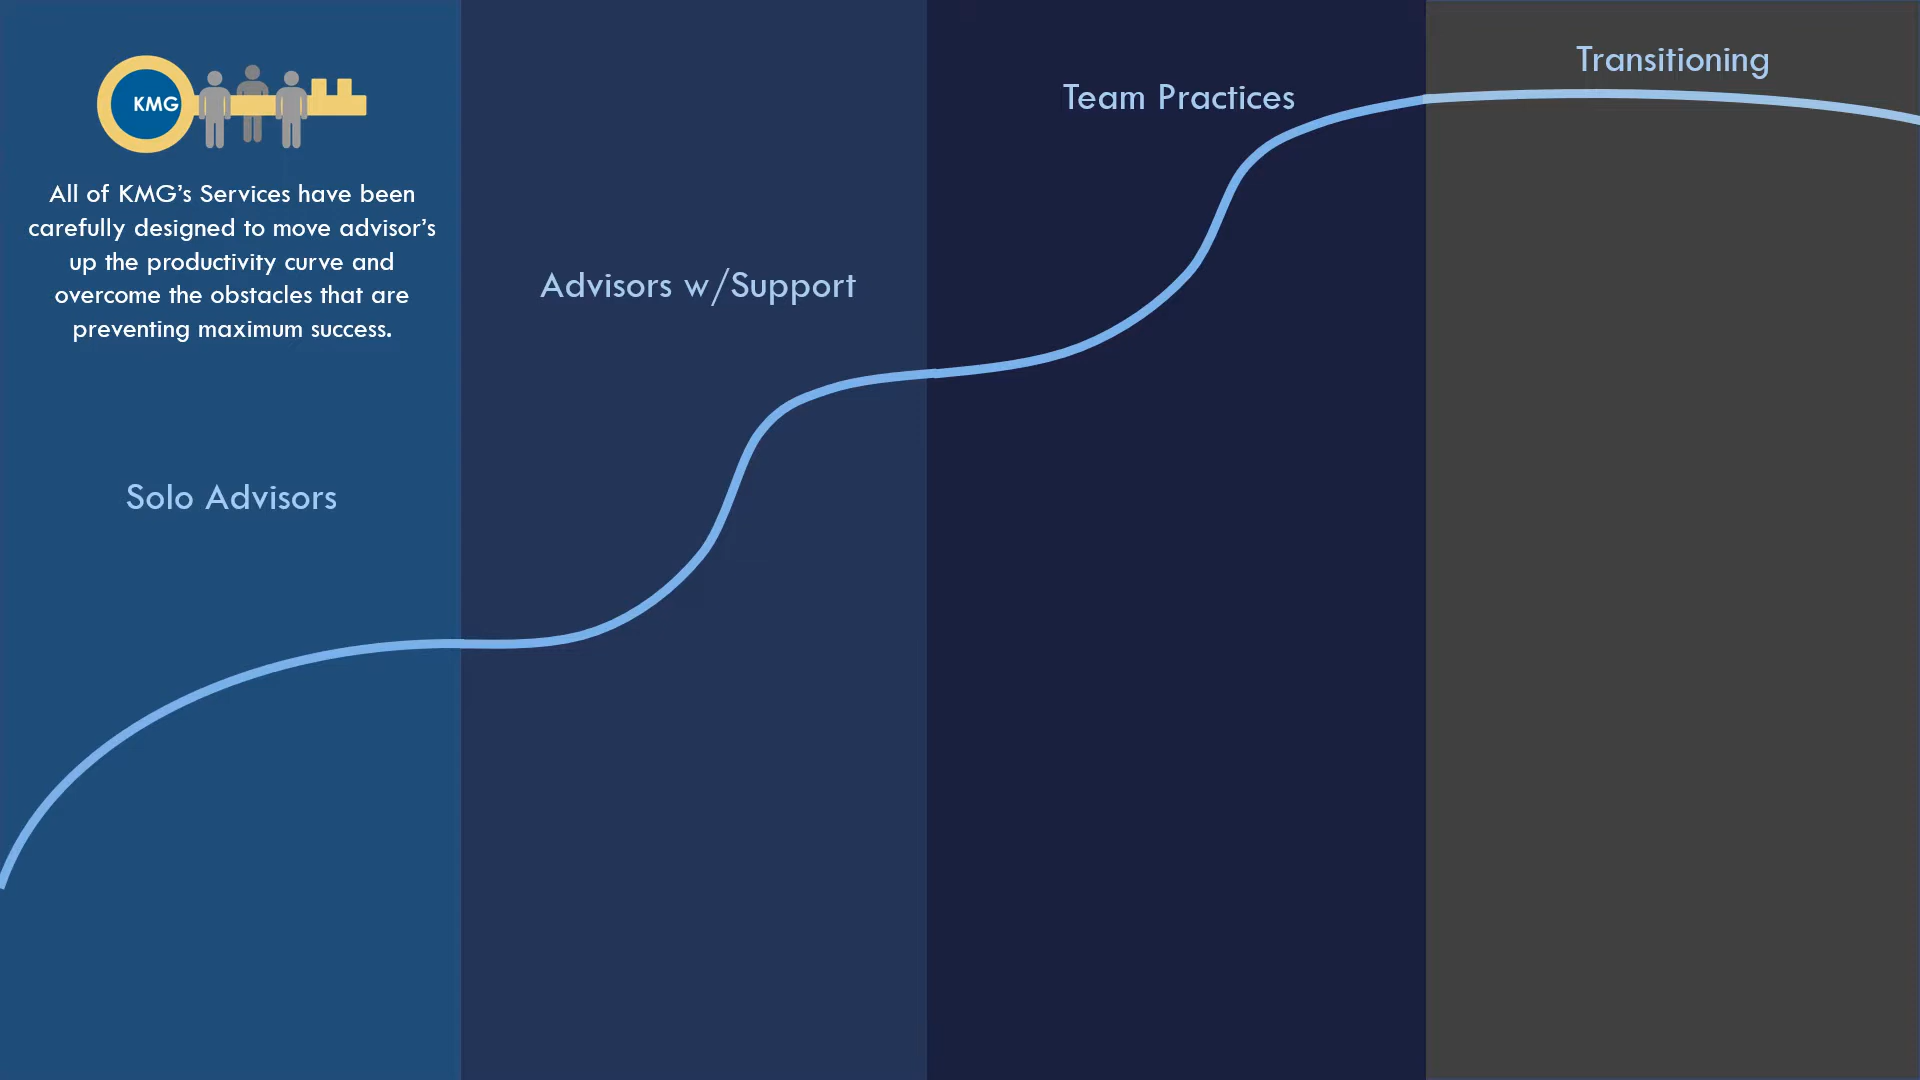 KMG
All of KMG’s Services have been
carefully designed to move advisor’s
up the productivity curve and
overcome the obstacles that are
preventing maximum success.
Solo Advisors
Advisors w/Support
Team Practices
Transitioning